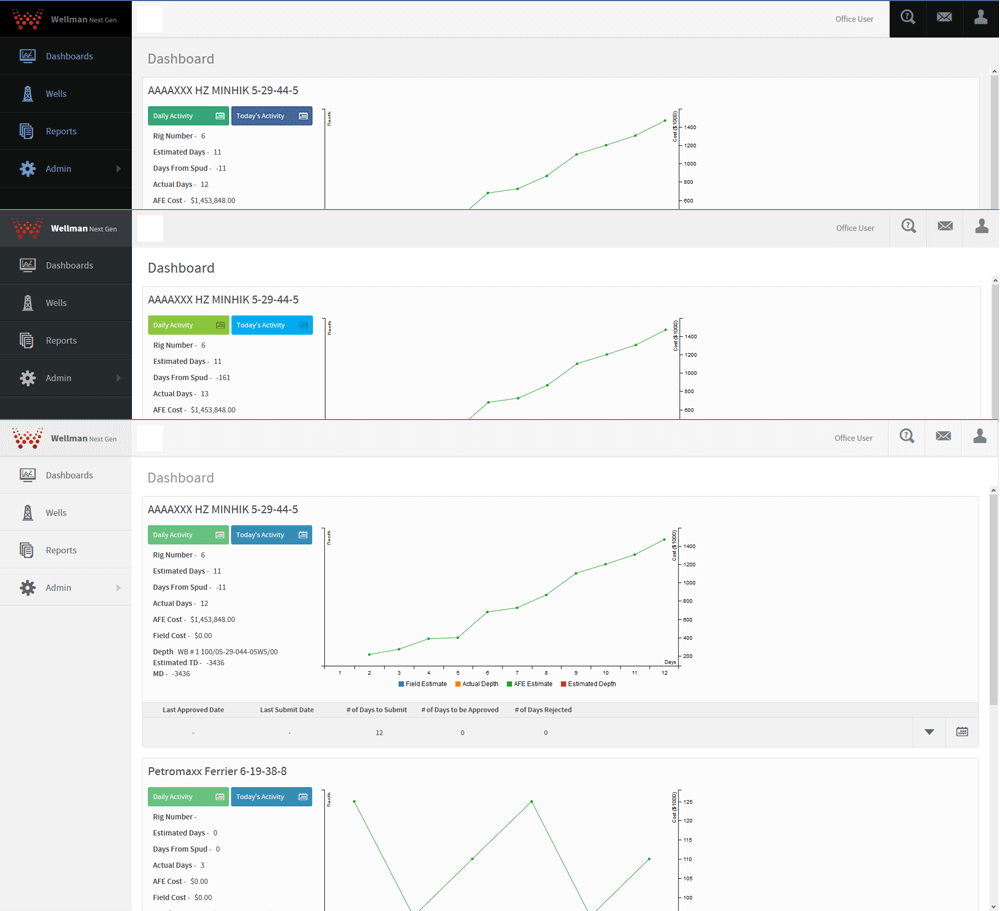 Wellman Next Gen
Office User
Dashboards
Wells
Reports
Admin
Dashboard
AAAAXXX HZ MINHIK 5-29-44-5
Daily Activity Today's Activity
Rig Number - 6
Estimated Days - 11
Days From Spud - -11
Actual Days - 12
AFE Cost - $1,453,848.00
Depth
Cost ($1000)
1400
1200
1000
800
600
Wellman Next Gen
Office User
Dashboards
Wells
Reports
Admin
Dashboard
AAAAXXX HZ MINHIK 5-29-44-5
Daily Activity Today's Activity
Rig Number - 6
Estimated Days - 11
Days From Spud - -161
Actual Days - 13
AFE Cost - $1,453,848.00
Depth
Cost ($1000)
1400
1200
1000
800
600
Wellman Next Gen
Office User
Dashboards
Wells
Reports
Admin
Dashboard
AAAAXXX HZ MINHIK 5-29-44-5
Daily Activity Today's Activity
Rig Number - 6
Estimated Days - 11
Days From Spud - -11
Actual Days - 12
AFE Cost - $1,453,848.00
Field Cost - $0.00
Depth WB # 1 100/05-29-044-05W5/00
Estimated TD - -3436
MD - -3436
Depth
Cost ($1000)
1400
1200
1000
800
600
400
200
Days
1 2 3 4 5 6 7 8 9 10 11 12
Field Estimate Actual Depth AFE Estimate Estimated Depth
Last Approved Date Last Submit Date # of Days to Submit # of Days to be Approved # of Days Rejected
- - 12 0 0
Petromaxx Ferrier 6-19-38-8
Daily Activity Today's Activity
Rig Number -
Estimated Days - 0
Days From Spud - 0
Actual Days - 3
AFE Cost - $0.00
Field Cost - $0.00
Depth
Cost ($1000)
125
120
115
110
105
100